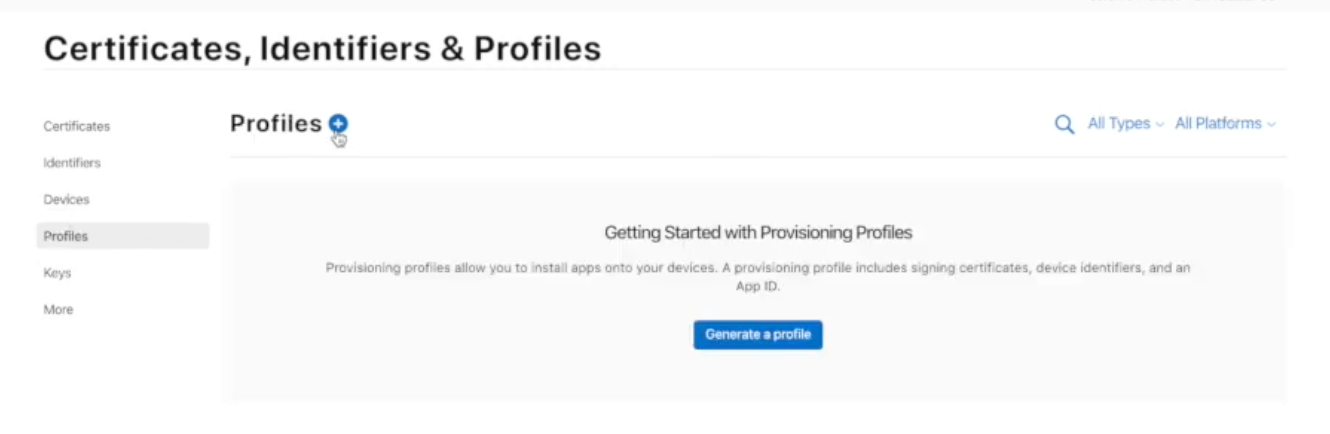 Certificates, Identifiers & Profiles
Certificates
Identifiers
Devices
Profiles
Keys
More
Profiles
All Types
All Platforms
Getting Started with Provisioning Profiles
Provisioning profiles allow you to install apps onto your devices. A provisioning profile includes signing certificates, device identifiers, and an
App ID.
Generate a profile